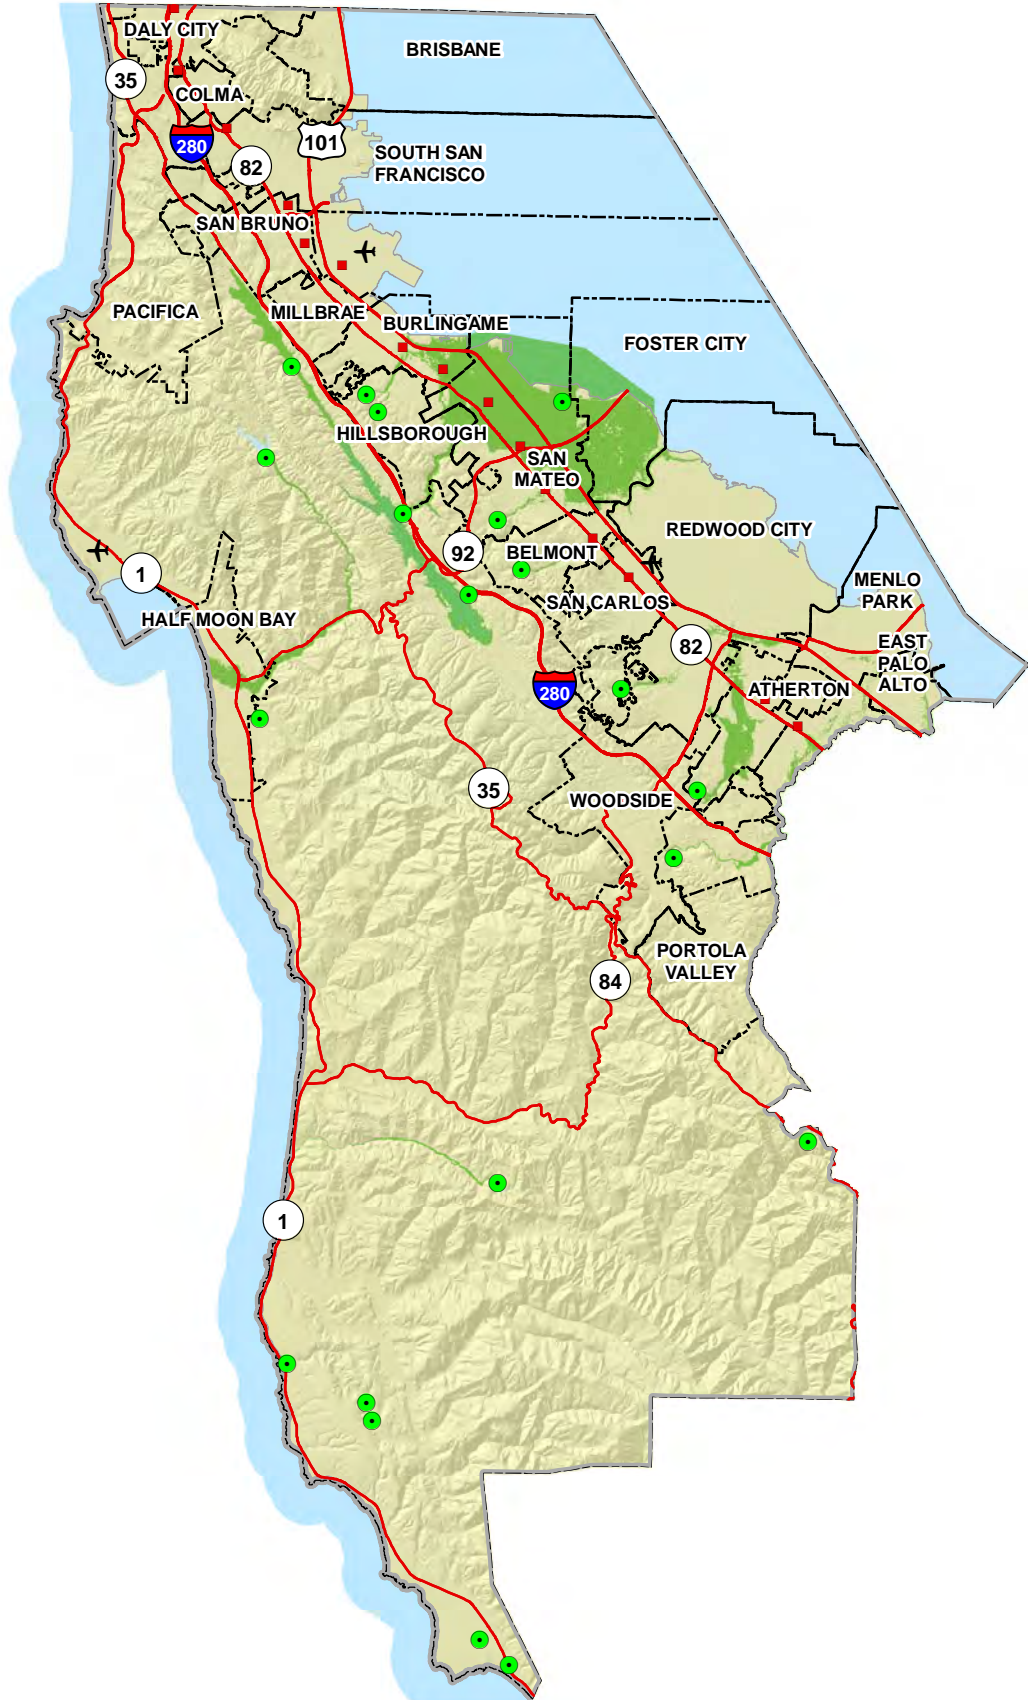 DALY CITY
BRISBANE
35
COLMA
280
101
SOUTH SAN
FRANCISCO
82
SAN BRUNO
PACIFICA
MILLBRAE
BURLINGAME
FOSTER CITY
HILLSBOROUGH
SAN
MATEO
REDWOOD CITY
92
BELMONT
1
MENLO
PARK
SAN CARLOS
HALF MOON BAY
82
EAST
PALO
ALTO
280
ATHERTON
35
WOODSIDE
PORTOLA
VALLEY
84
1